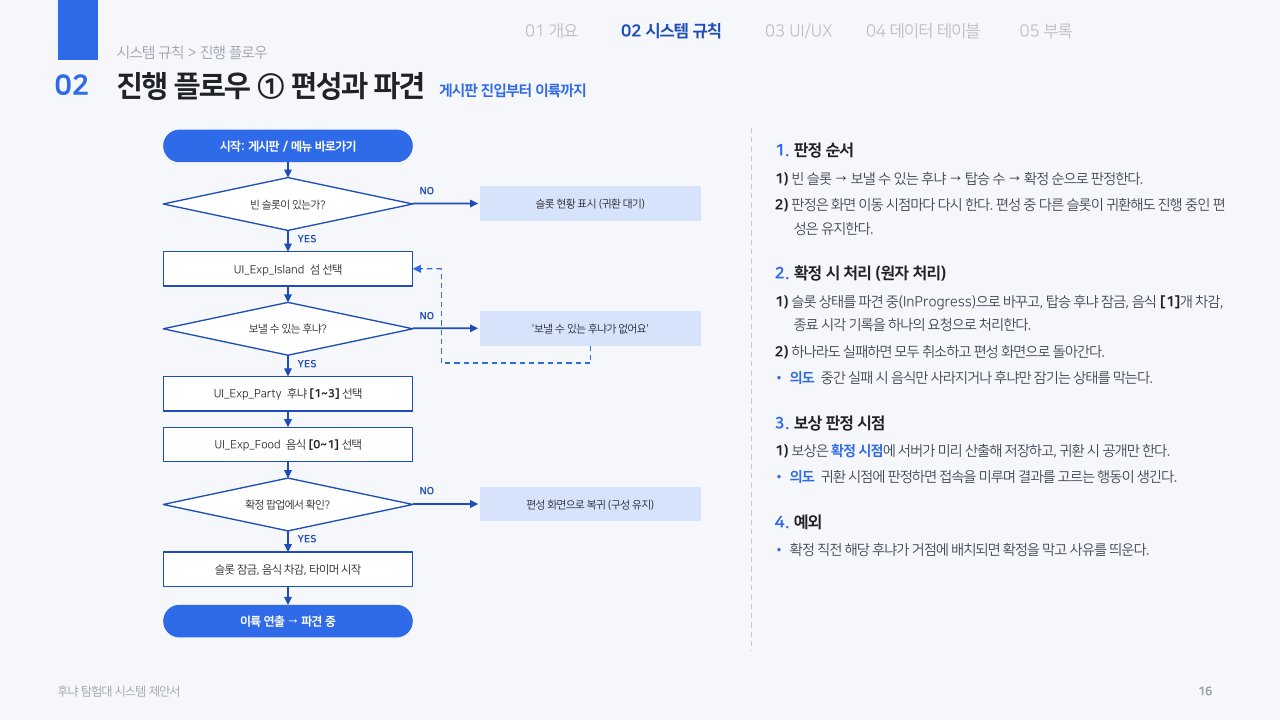 01 개요
02 시스템 규칙
03 UI/UX
04 데이터 테이블
05 부록
시스템 규칙 > 진행 플로우
02 진행 플로우 ① 편성과 파견 게시판 진입부터 이륙까지
시작: 게시판 / 메뉴 바로가기
빈 슬롯이 있는가?
NO
슬롯 현황 표시 (귀환 대기)
YES
UI_Exp_Island 섬 선택
보낼 수 있는 후냐?
NO
'보낼 수 있는 후냐가 없어요'
YES
UI_Exp_Party 후냐 [1~3] 선택
UI_Exp_Food 음식 [0~1] 선택
확정 팝업에서 확인?
NO
편성 화면으로 복귀 (구성 유지)
YES
슬롯 잠금, 음식 차감, 타이머 시작
이륙 연출 → 파견 중
1. 판정 순서
1) 빈 슬롯 → 보낼 수 있는 후냐 → 탑승 수 → 확정 순으로 판정한다.
2) 판정은 화면 이동 시점마다 다시 한다. 편성 중 다른 슬롯이 귀환해도 진행 중인 편
성은 유지한다.
2. 확정 시 처리 (원자 처리)
1) 슬롯 상태를 파견 중(InProgress)으로 바꾸고, 탑승 후냐 잠금, 음식 [1]개 차감,
종료 시각 기록을 하나의 요청으로 처리한다.
2) 하나라도 실패하면 모두 취소하고 편성 화면으로 돌아간다.
• 의도 중간 실패 시 음식만 사라지거나 후냐만 잠기는 상태를 막는다.
3. 보상 판정 시점
1) 보상은 확정 시점에 서버가 미리 산출해 저장하고, 귀환 시 공개만 한다.
• 의도 귀환 시점에 판정하면 접속을 미루며 결과를 고르는 행동이 생긴다.
4. 예외
• 확정 직전 해당 후냐가 거점에 배치되면 확정을 막고 사유를 띄운다.
후냐 탐험대 시스템 제안서
16